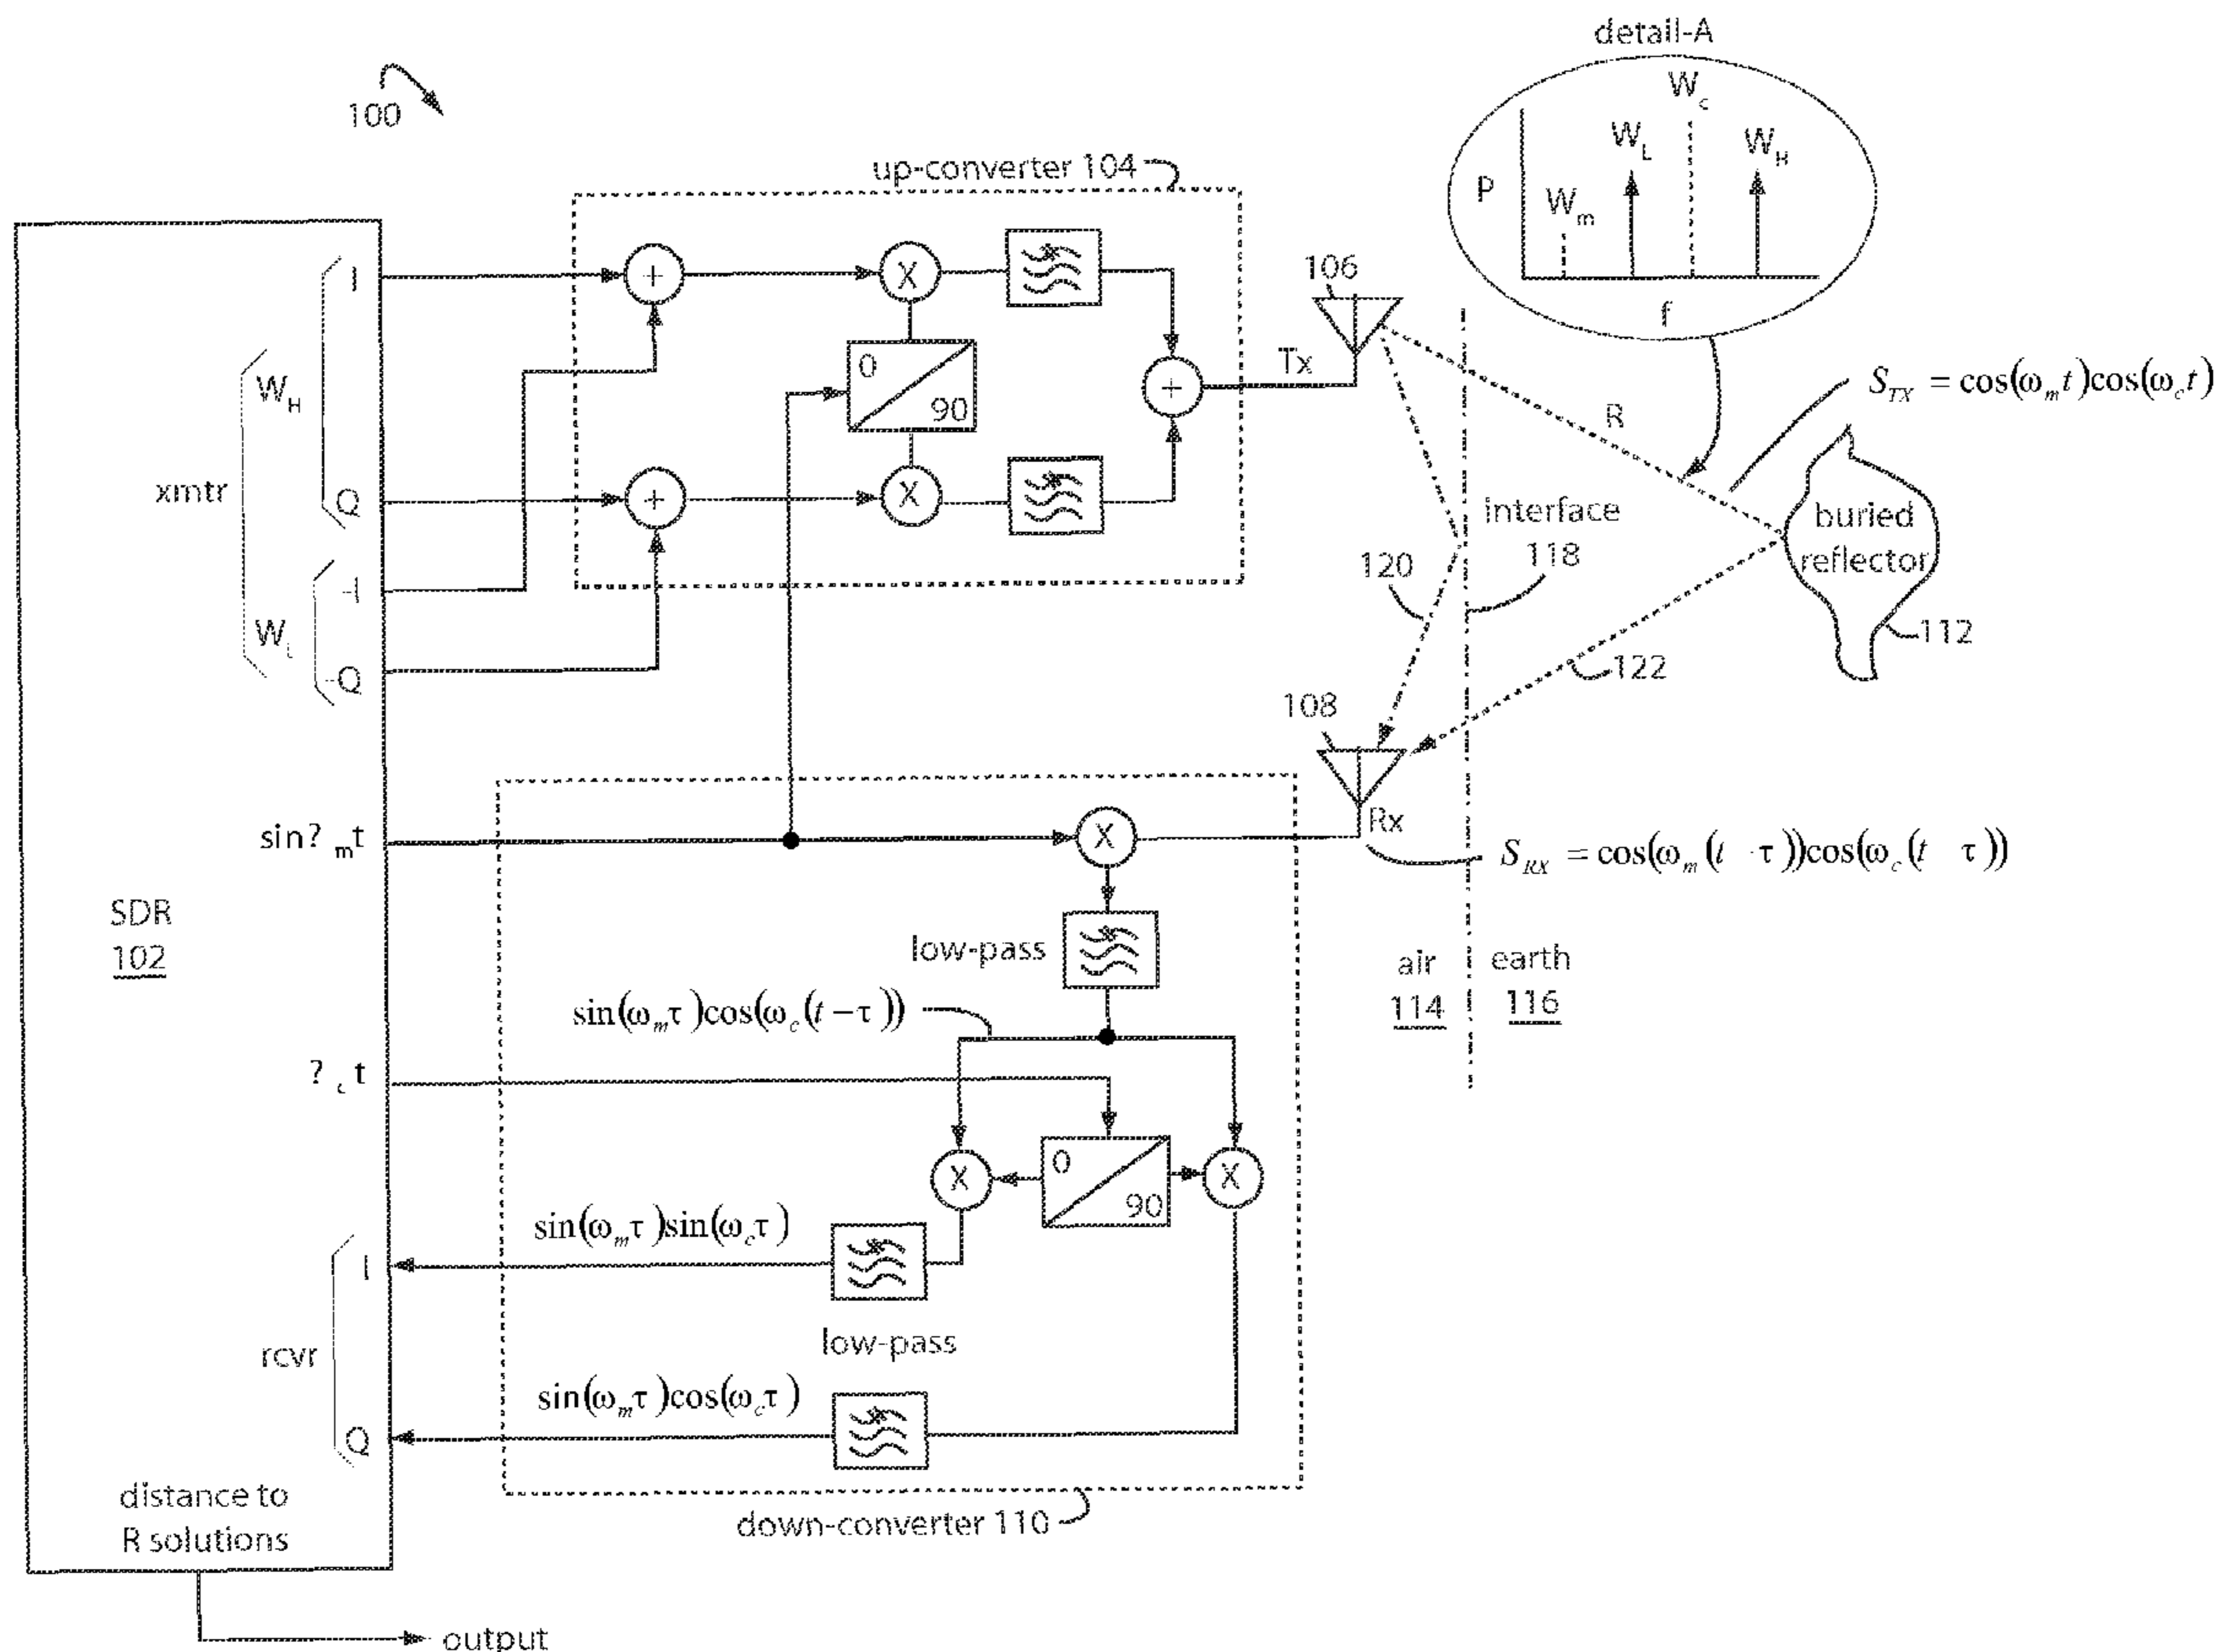 detail-A
100
W_c
W_L
W_H
P
W_m
f
up-converter 104
I
+
X
106
0
90
Tx
+
W_H
R
S_TX = cos(ω_m t)cos(ω_c t)
xmtr
Q
+
X
interface
118
buried
reflector
120
-I
W_L
-Q
112
122
108
sin? _m t
X
Rx
S_RX = cos(ω_m (t - τ))cos(ω_c (t   τ))
SDR
102
low-pass
air
114
earth
116
sin(ω_m τ)cos(ω_c (t – τ))
? _c t
X
0
90
X
sin(ω_m τ)sin(ω_c τ)
I
low-pass
rcvr
sin(ω_m τ)cos(ω_c τ)
Q
distance to
R solutions
down-converter 110
output